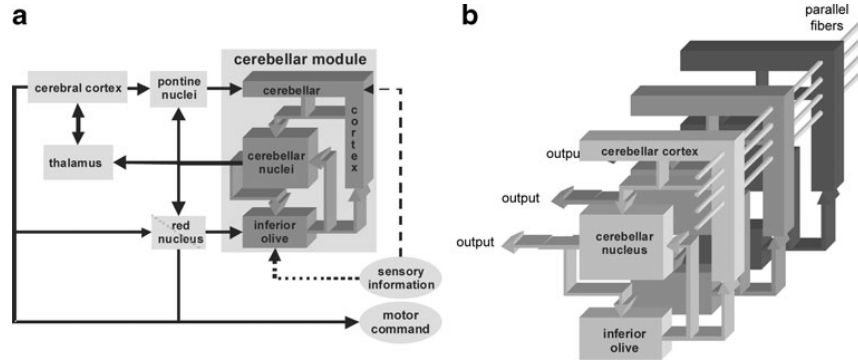 a
cerebellar module
cerebral cortex
pontine
nuclei
cerebellar
cortex
thalamus
cerebellar
nuclei
red
nucleus
inferior
olive
sensory
information
motor
command
b
parallel
fibers
cerebellar cortex
outpu
output
output
cerebellar
nucleus
inferior
olive